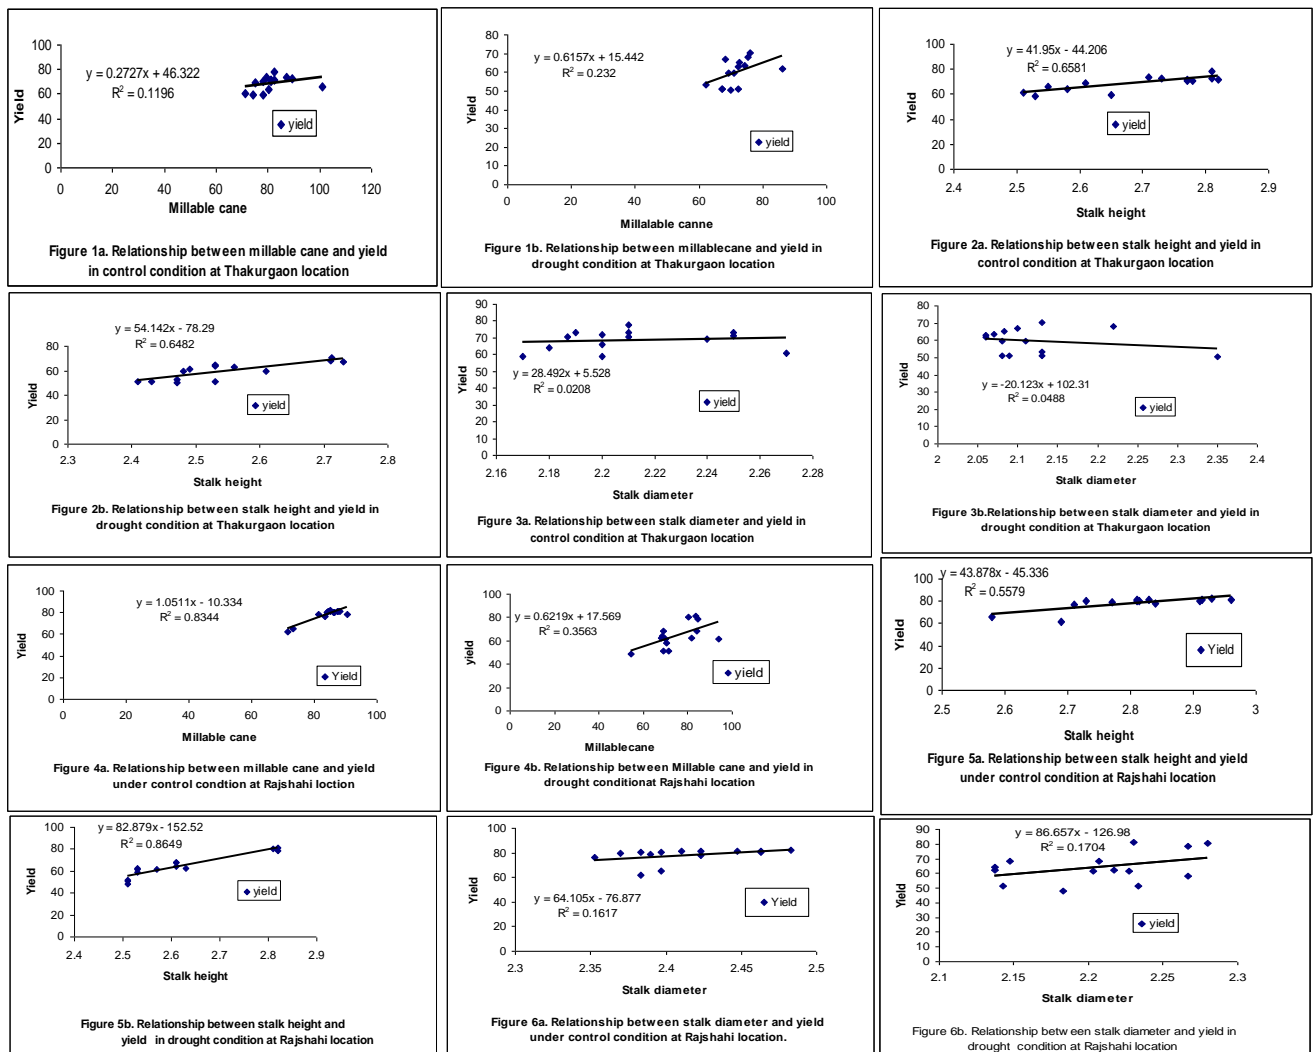 100
80
60
40
20
0
0
20
40
60
80
100
120
Yield
y = 0.2727x + 46.322
R² = 0.1196
yield
Millable cane
Figure 1a. Relationship between millable cane and yield
in control condition at Thakurgaon location
80
70
60
50
40
30
20
10
0
0
20
40
60
80
100
Yield
y = 0.6157x + 15.442
R² = 0.232
yield
Millalable canne
Figure 1b. Relationship between millablecane and yield in
drought condition at Thakurgaon location
100
80
60
40
20
0
2.4
2.5
2.6
2.7
2.8
2.9
Yield
y = 41.95x - 44.206
R² = 0.6581
yield
Stalk height
Figure 2a. Relationship between stalk height and yield in
control condition at Thakurgaon location
y = 54.142x - 78.29
R² = 0.6482
80
60
40
20
0
2.3
2.4
2.5
2.6
2.7
2.8
Yield
yield
Stalk height
Figure 2b. Relationship between stalk height and yield in
drought condition at Thakurgaon location
90
80
70
60
50
40
30
20
10
0
2.16
2.18
2.2
2.22
2.24
2.26
2.28
Yield
y = 28.492x + 5.528
R² = 0.0208
yield
Stalk diameter
Figure 3a. Relationship between stalk diameter and yield in
control condition at Thakurgaon location
80
70
60
50
40
30
20
10
0
2
2.05
2.1
2.15
2.2
2.25
2.3
2.35
2.4
Yield
y = -20.123x + 102.31
R² = 0.0488
yield
Stalk diameter
Figure 3b.Relationship between stalk diameter and yield in
drought condition at Thakurgaon location
100
80
60
40
20
0
0
20
40
60
80
100
Yield
y = 1.0511x - 10.334
R² = 0.8344
Yield
Millable cane
Figure 4a. Relationship between millable cane and yield
under control condtion at Rajshahi loction
100
80
60
40
20
0
0
20
40
60
80
100
yield
y = 0.6219x + 17.569
R² = 0.3563
yield
Millablecane
Figure 4b. Relationship between Millable cane and yield in
drought conditionat Rajshahi location
y = 43.878x - 45.336
R² = 0.5579
100
80
60
40
20
0
2.5
2.6
2.7
2.8
2.9
3
Yield
Yield
Stalk height
Figure 5a. Relationship between stalk height and yield
under control condition at Rajshahi location
y = 82.879x - 152.52
R² = 0.8649
100
80
60
40
20
0
2.4
2.5
2.6
2.7
2.8
2.9
Yield
yield
Stalk height
Figure 5b. Relationship between stalk height and
yield in drought condition at Rajshahi location
100
80
60
40
20
0
2.3
2.35
2.4
2.45
2.5
Yield
y = 64.105x - 76.877
R² = 0.1617
Yield
Stalk diameter
Figure 6a. Relationship between stalk diameter and yield
under control condition at Rajshahi location.
90
80
70
60
50
40
30
20
10
0
2.1
2.15
2.2
2.25
2.3
Yield
y = 86.657x - 126.98
R² = 0.1704
yield
Stalk diameter
Figure 6b. Relationship between stalk diameter and yield in
drought condition at Rajshahi location